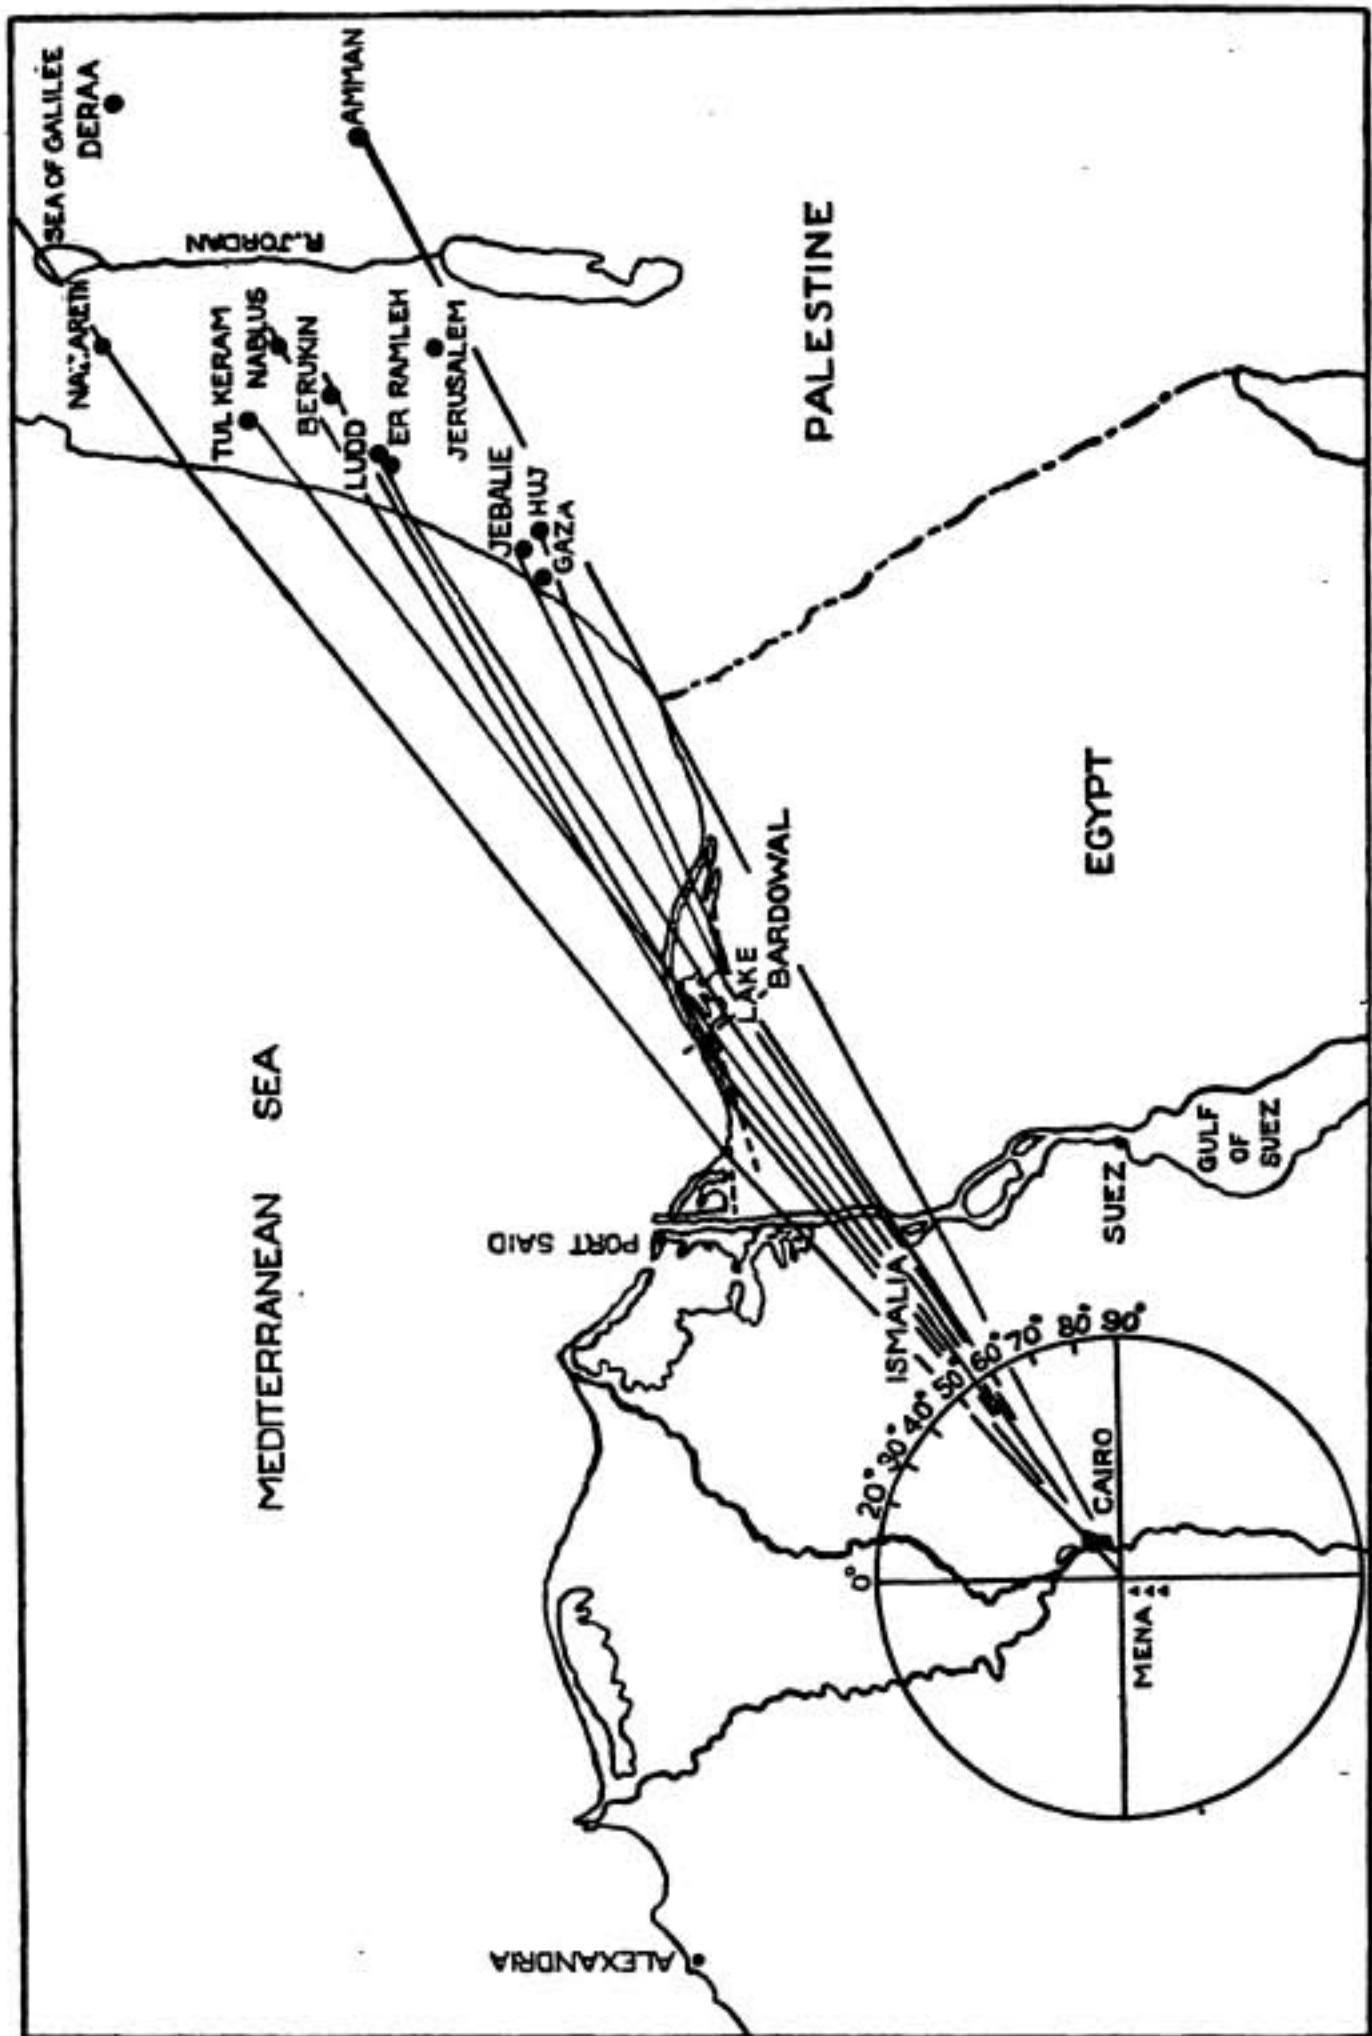 SEA OF GALILEE
DERAA
AMMAN
NAZARETH
R. JORDAN
TUL KERAM
NABLUS
BERUKIN
LUDD
ER RAMLEH
JERUSALEM
JEBALIE
HUJ
GAZA
PALESTINE
MEDITERRANEAN SEA
LAKE
BARDOWAL
EGYPT
PORT SAID
ISMALIA
SUEZ
GULF
OF
SUEZ
0°
20°
30°
40°
50°
60°
70°
80°
90°
CAIRO
MENA
ALEXANDRIA